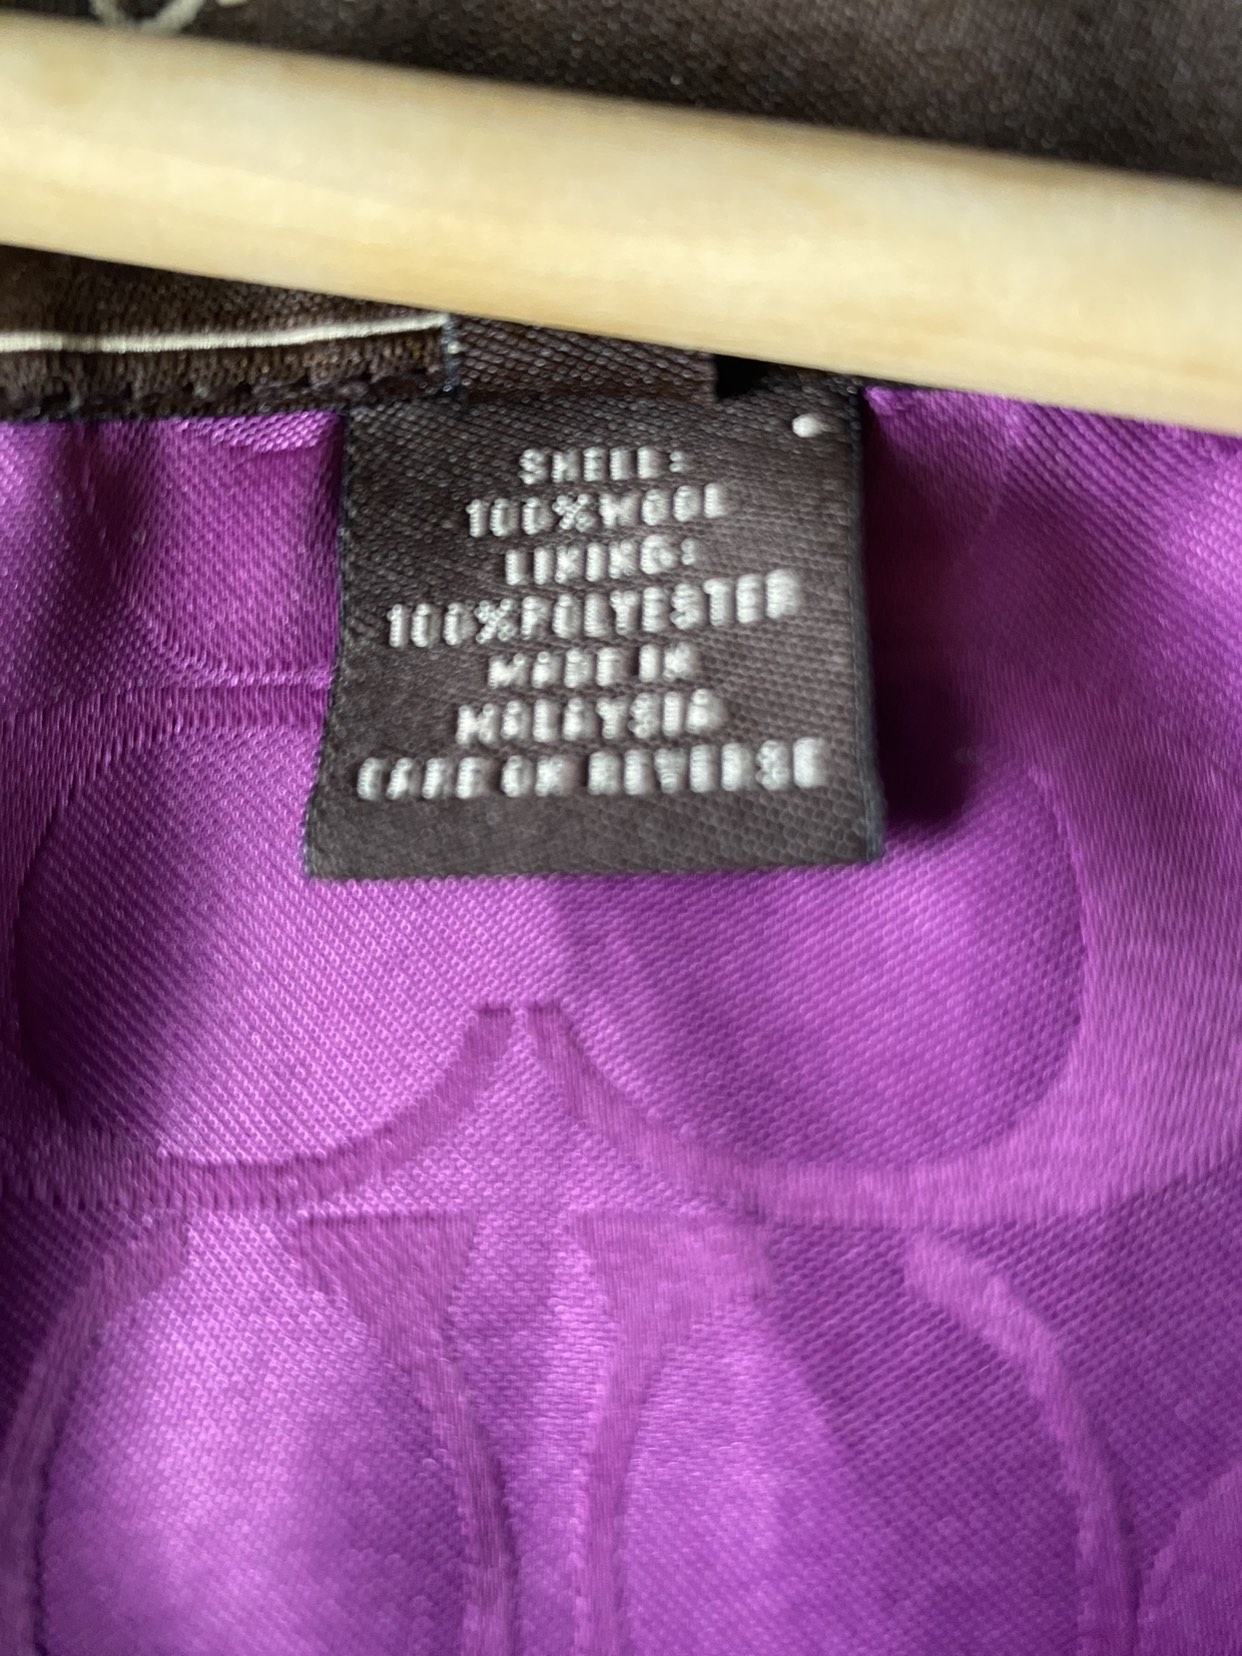 SHELL:
100%WOOL
LINING:
100%POLYESTER
MADE IN
MALAYSIA
CARE ON REVERSE